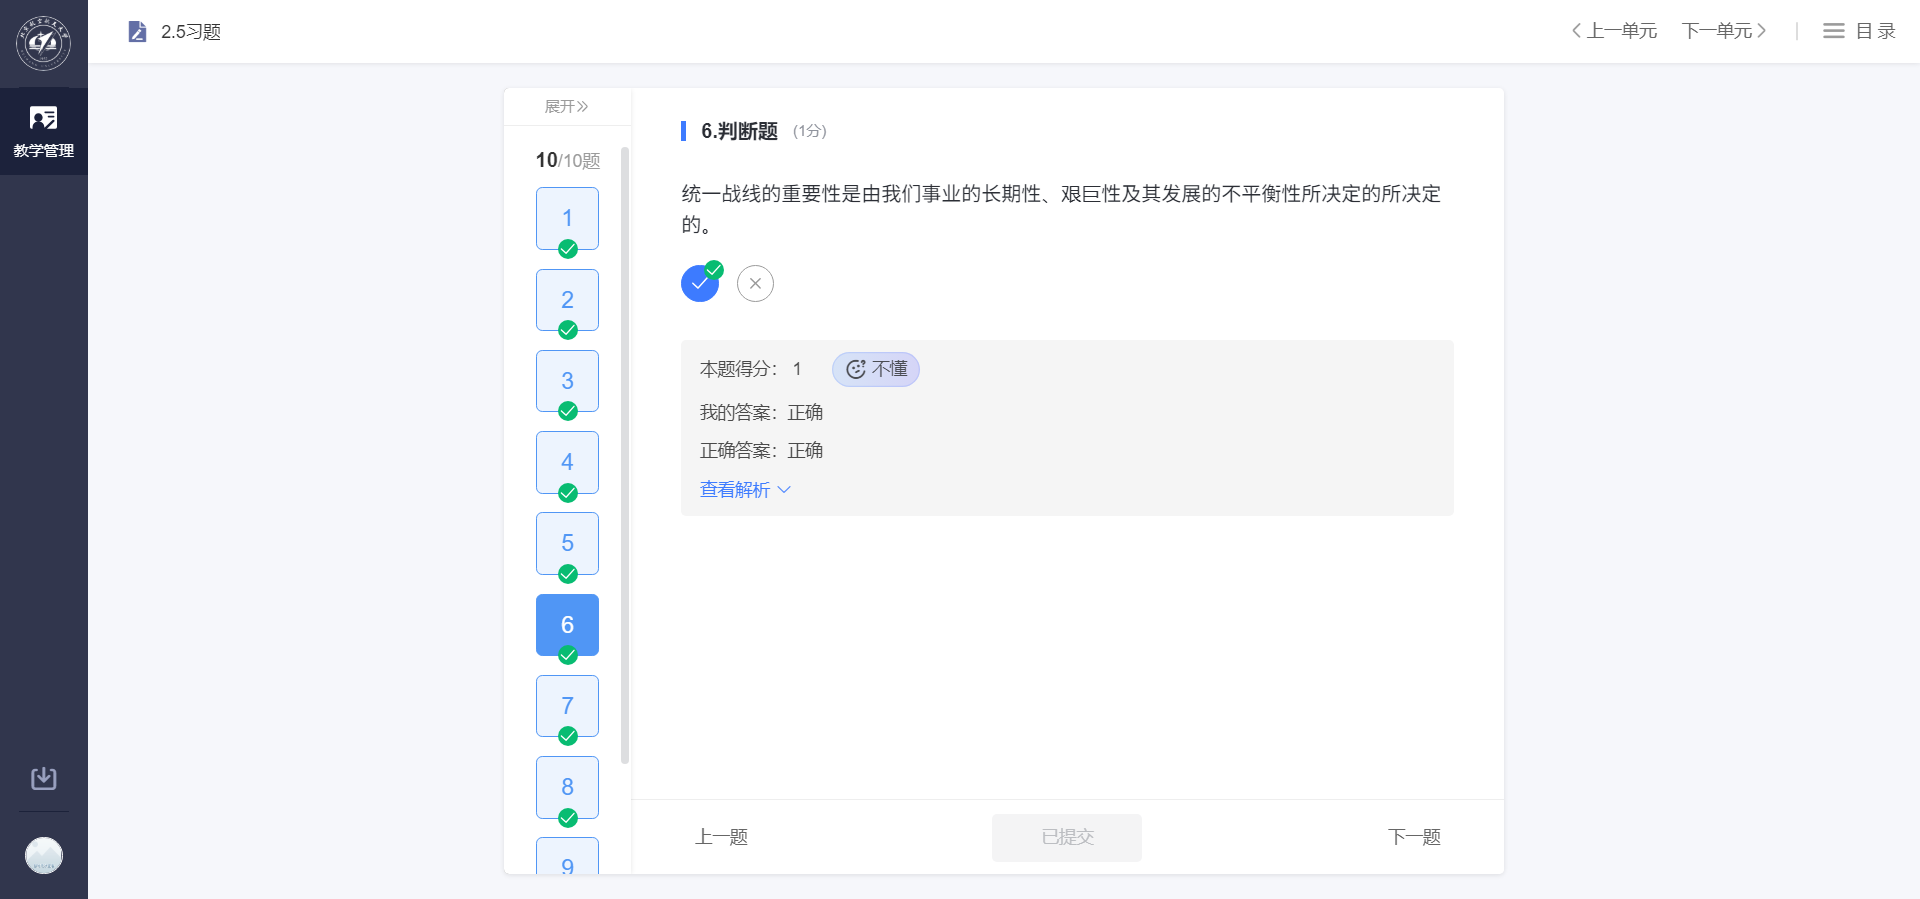 2.5习题
上一单元
下一单元
目录
教学管理
展开
10/10题
1
2
3
4
5
6
7
8
9
6.判断题 (1分)
统一战线的重要性是由我们事业的长期性、艰巨性及其发展的不平衡性所决定的所决定
的。
本题得分： 1 不懂
我的答案：正确
正确答案：正确
查看解析
上一题
已提交
下一题